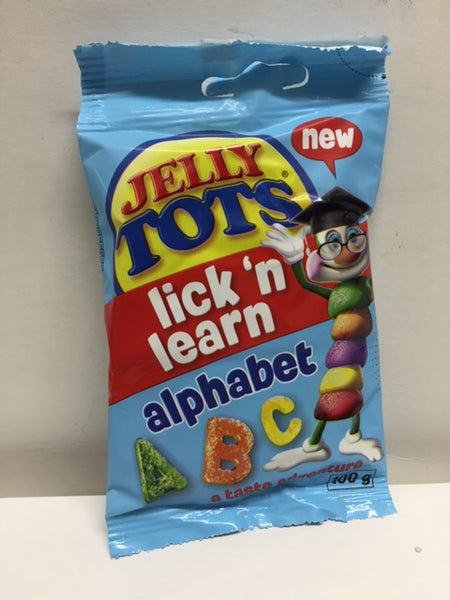 new
JELLY
TOTS®
lick 'n
learn
alphabet
A B C
a taste adventure
100 g